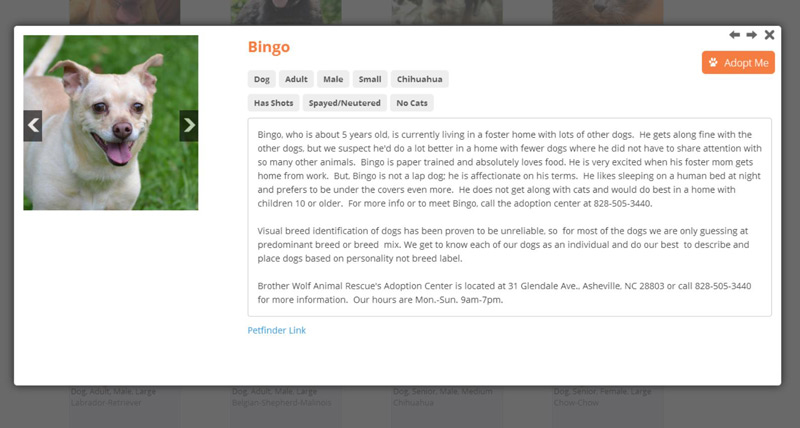 Bingo
Adopt Me
Dog Adult Male Small Chihuahua
Has Shots Spayed/Neutered No Cats
Bingo, who is about 5 years old, is currently living in a foster home with lots of other dogs.  He gets along fine with the
other dogs, but we suspect he'd do a lot better in a home with fewer dogs where he did not have to share attention with
so many other animals.  Bingo is paper trained and absolutely loves food. He is very excited when his foster mom gets
home from work.  But, Bingo is not a lap dog; he is affectionate on his terms.  He likes sleeping on a human bed at night
and prefers to be under the covers even more.  He does not get along with cats and would do best in a home with
children 10 or older.  For more info or to meet Bingo, call the adoption center at 828-505-3440.
Visual breed identification of dogs has been proven to be unreliable, so  for most of the dogs we are only guessing at
predominant breed or breed  mix. We get to know each of our dogs as an individual and do our best  to describe and
place dogs based on personality not breed label.
Brother Wolf Animal Rescue's Adoption Center is located at 31 Glendale Ave., Asheville, NC 28803 or call 828-505-3440
for more information.  Our hours are Mon.-Sun. 9am-7pm.
Petfinder Link
Dog, Adult, Male, Large Dog, Adult, Male, Large Dog, Senior, Male, Medium Dog, Senior, Female, Large
Labrador-Retriever Belgian-Shepherd-Malinois Chihuahua Chow-Chow